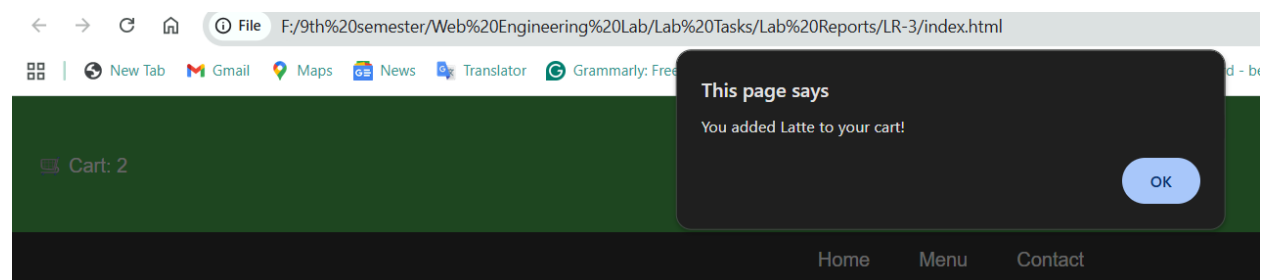 File F:/9th%20semester/Web%20Engineering%20Lab/Lab%20Tasks/Lab%20Reports/LR-3/index.html
New Tab Gmail Maps News Translator Grammarly: Free d - be
This page says
You added Latte to your cart!
Cart: 2
OK
Home Menu Contact